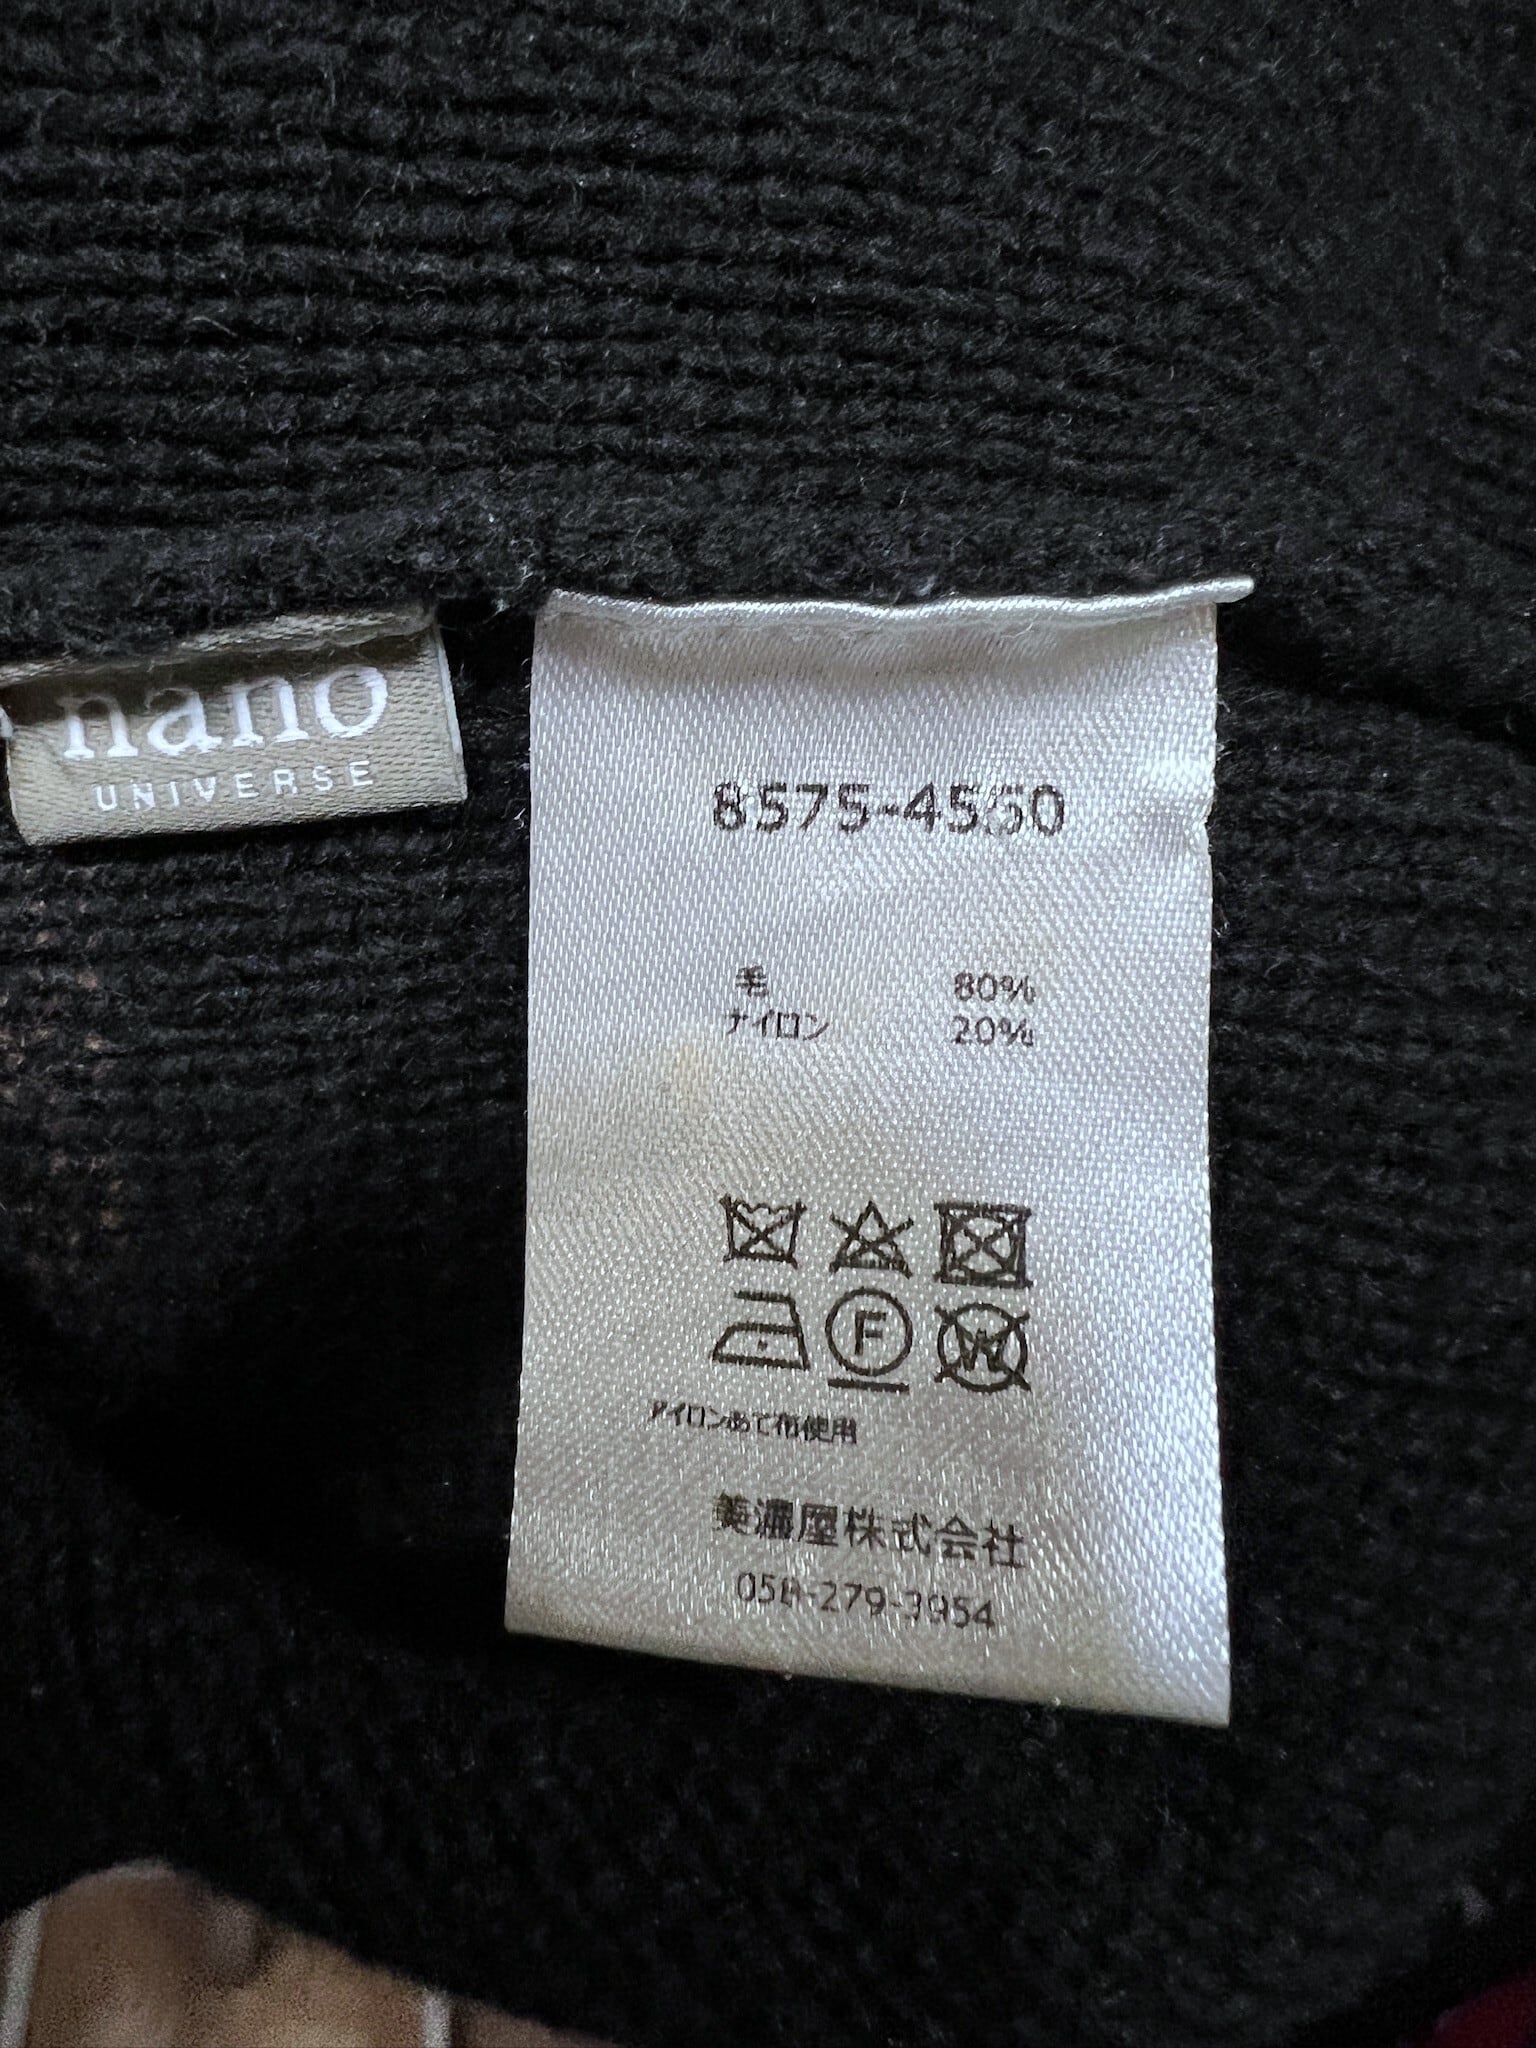 nano
UNIVERSE
8575-4560
毛 80%
ナイロン 20%
F
W
アイロンあて布使用
美濃屋株式会社
058-279-3954